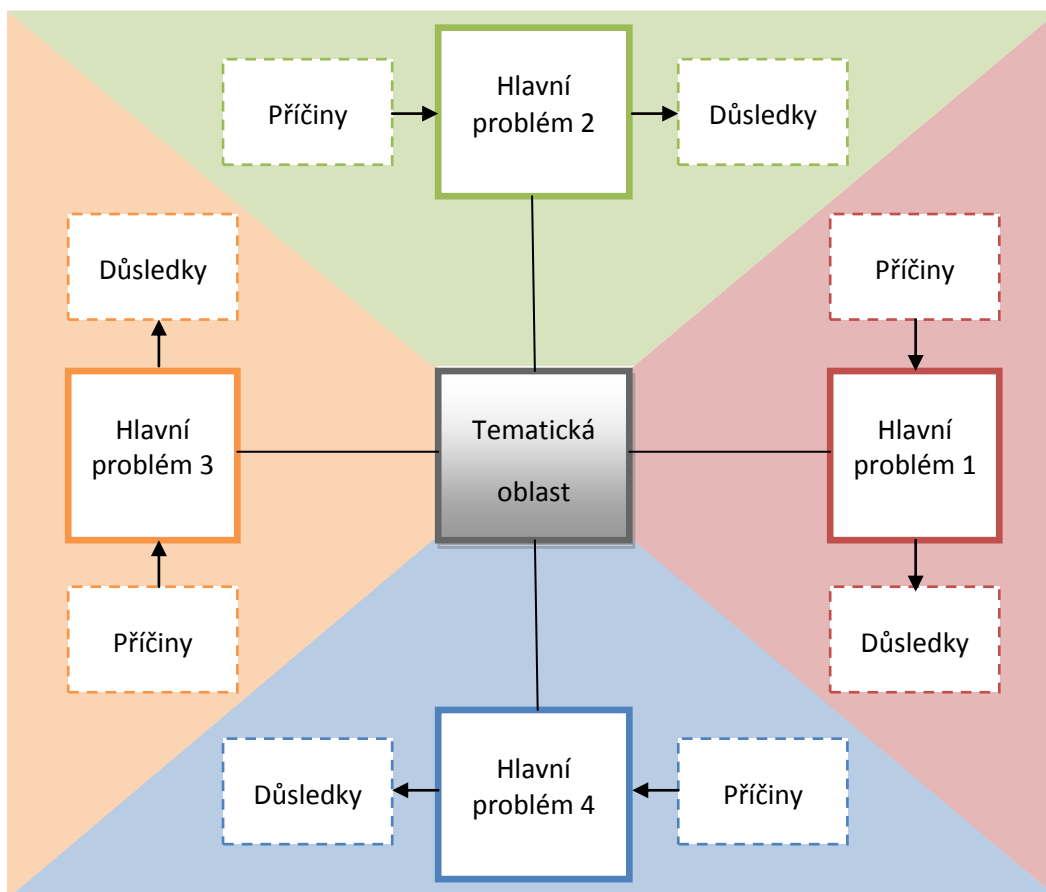 Hlavní
problém 2
Příčiny
Důsledky
Důsledky
Příčiny
Hlavní
problém 3
Tematická
oblast
Hlavní
problém 1
Příčiny
Důsledky
Důsledky
Hlavní
problém 4
Příčiny